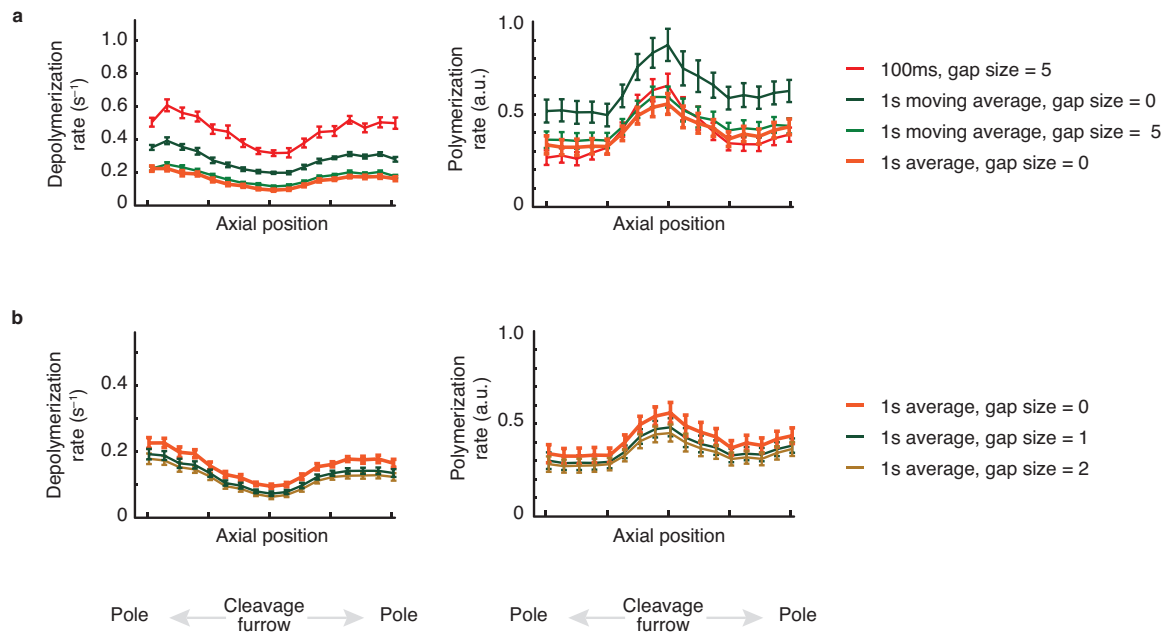 a
Depolymerization
rate (s⁻¹)
1.0
0.8
0.6
0.4
0.2
0
Axial position
Polymerization
rate (a.u.)
1.0
0.5
0
Axial position
100ms, gap size = 5
1s moving average, gap size = 0
1s moving average, gap size = 5
1s average, gap size = 0
b
Depolymerization
rate (s⁻¹)
0.4
0.2
0
Axial position
Polymerization
rate (a.u.)
1.0
0.5
0
Axial position
1s average, gap size = 0
1s average, gap size = 1
1s average, gap size = 2
Pole
Cleavage
furrow
Pole
Pole
Cleavage
furrow
Pole